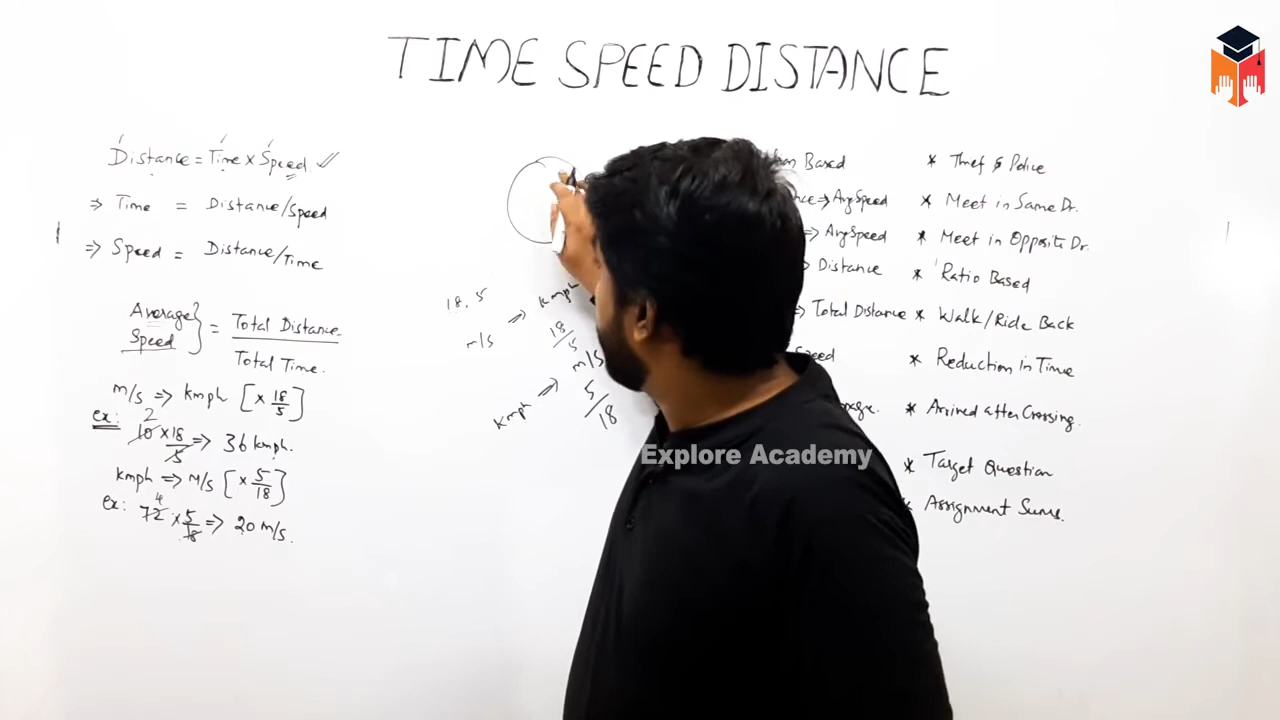 TIME SPEED DISTANCE
Distance = Time × Speed
⇒ Time = Distance/Speed
⇒ Speed = Distance/Time
Average Speed } = Total Distance / Total Time.
m/s ⇒ kmph [× 18/5]
ex: 10 × 18/5 ⇒ 36 kmph.
2
kmph ⇒ m/s [× 5/18]
ex: 72 × 5/18 ⇒ 20 m/s.
4
18, 5
m/s ⇒ kmph
18/5
kmph ⇒ m/s
5/18
Based
⇒ Avg Speed
⇒ Avg Speed
⇒ Distance
⇒ Total Distance
Speed
* Thief & Police
* Meet in Same Dr.
* Meet in Opposite Dr.
* Ratio Based
* Walk/Ride Back
* Reduction in Time
* Arrived after Crossing.
* Target Question
* Assignment Sums.
Explore Academy